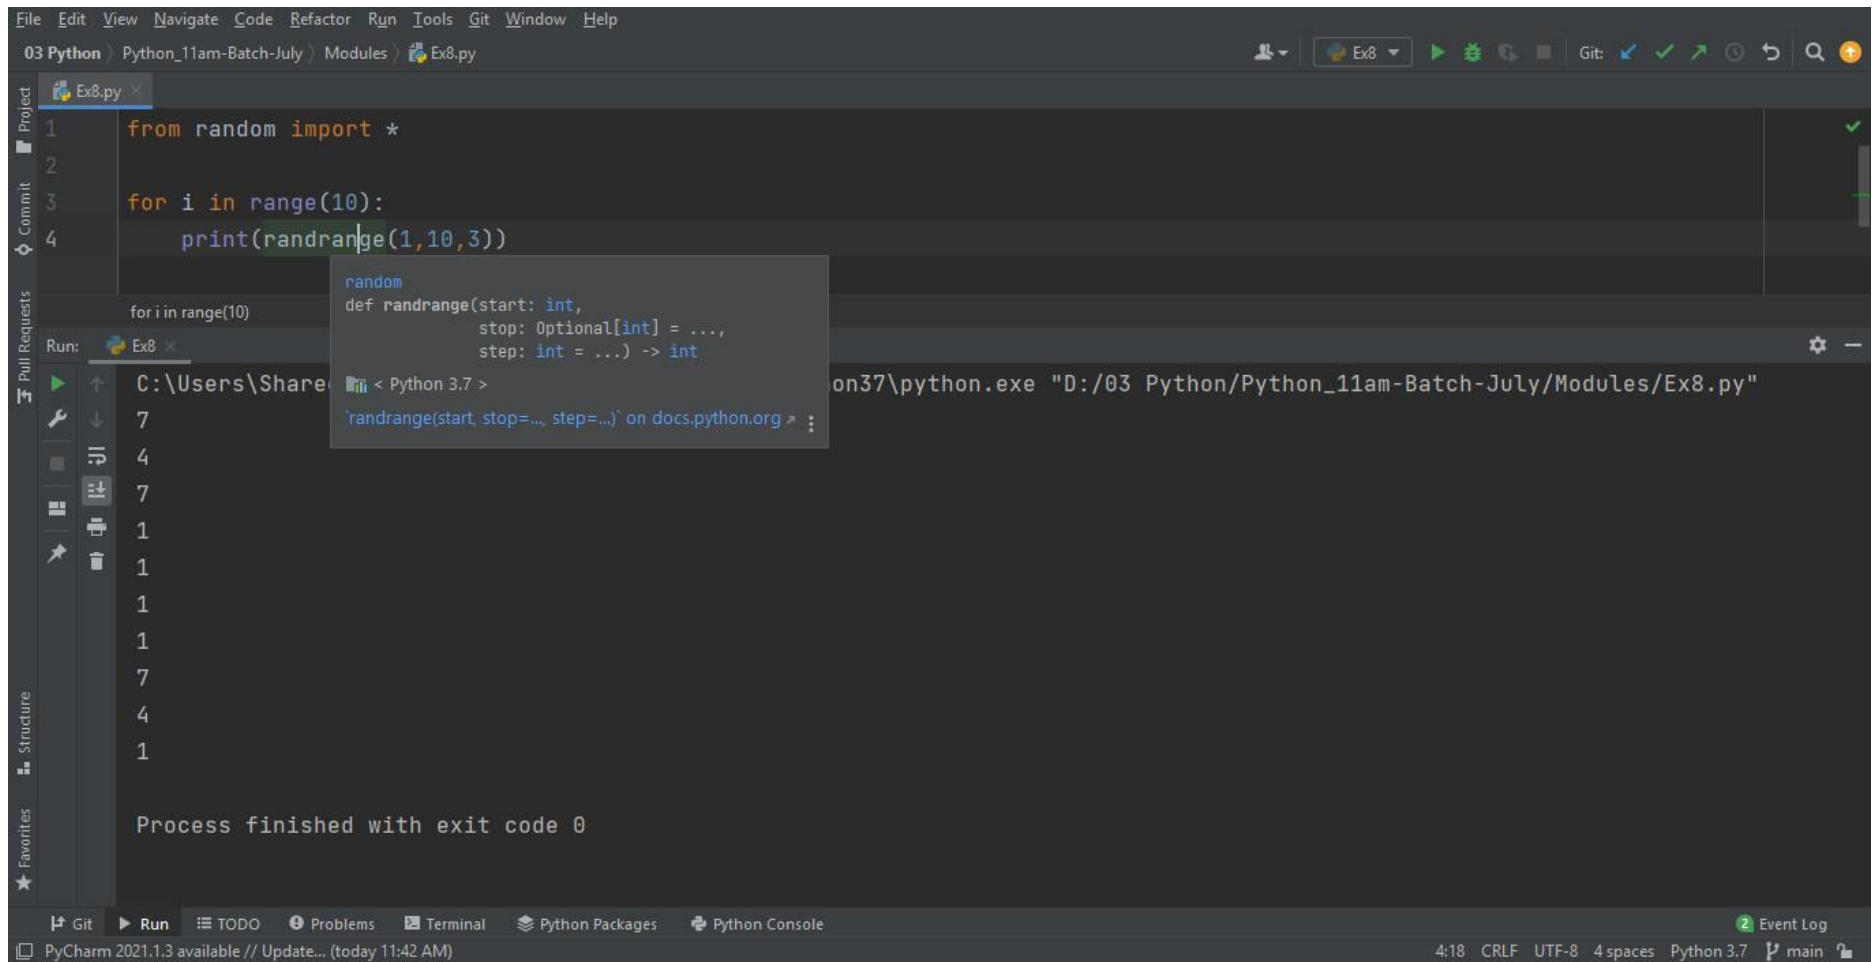 File Edit View Navigate Code Refactor Run Tools Git Window Help
03 Python Python_11am-Batch-July Modules Ex8.py
Ex8
Git:
Ex8.py
1 from random import *
2
3 for i in range(10):
4 print(randrange(1,10,3))
for i in range(10)
random
def randrange(start: int,
stop: Optional[int] = ...,
step: int = ...) -> int
< Python 3.7 >
`randrange(start, stop=..., step=...)` on docs.python.org
Run: Ex8
C:\Users\Share on37\python.exe "D:/03 Python/Python_11am-Batch-July/Modules/Ex8.py"
7
4
7
1
1
1
1
7
4
1
Process finished with exit code 0
Project
Commit
Pull Requests
Structure
Favorites
Git Run TODO Problems Terminal Python Packages Python Console 2 Event Log
PyCharm 2021.1.3 available // Update... (today 11:42 AM) 4:18 CRLF UTF-8 4 spaces Python 3.7 main